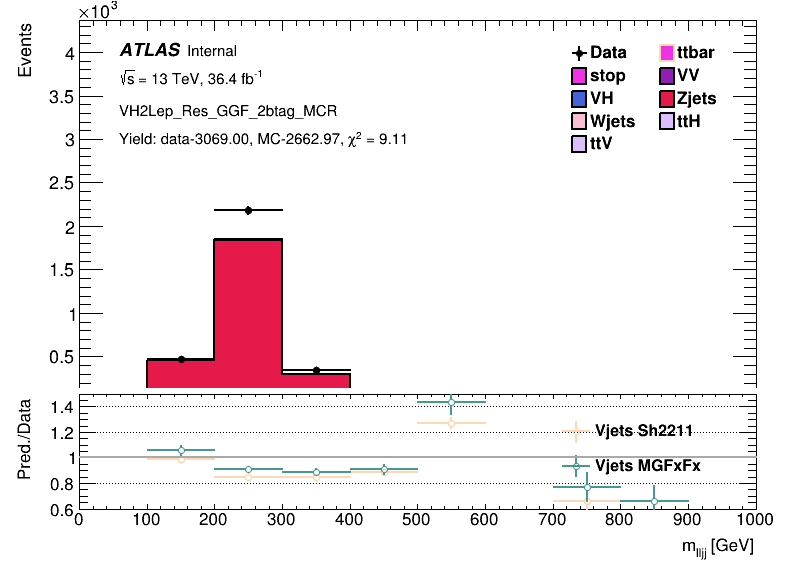 ×10³
Events
ATLAS Internal
√s = 13 TeV, 36.4 fb⁻¹
VH2Lep_Res_GGF_2btag_MCR
Yield: data-3069.00, MC-2662.97, χ² = 9.11
Data
ttbar
stop
VV
VH
Zjets
Wjets
ttH
ttV
4
3.5
3
2.5
2
1.5
1
0.5
Pred./Data
1.4
1.2
1
0.8
0.6
Vjets Sh2211
Vjets MGFxFx
0 100 200 300 400 500 600 700 800 900 1000
m_lljj [GeV]